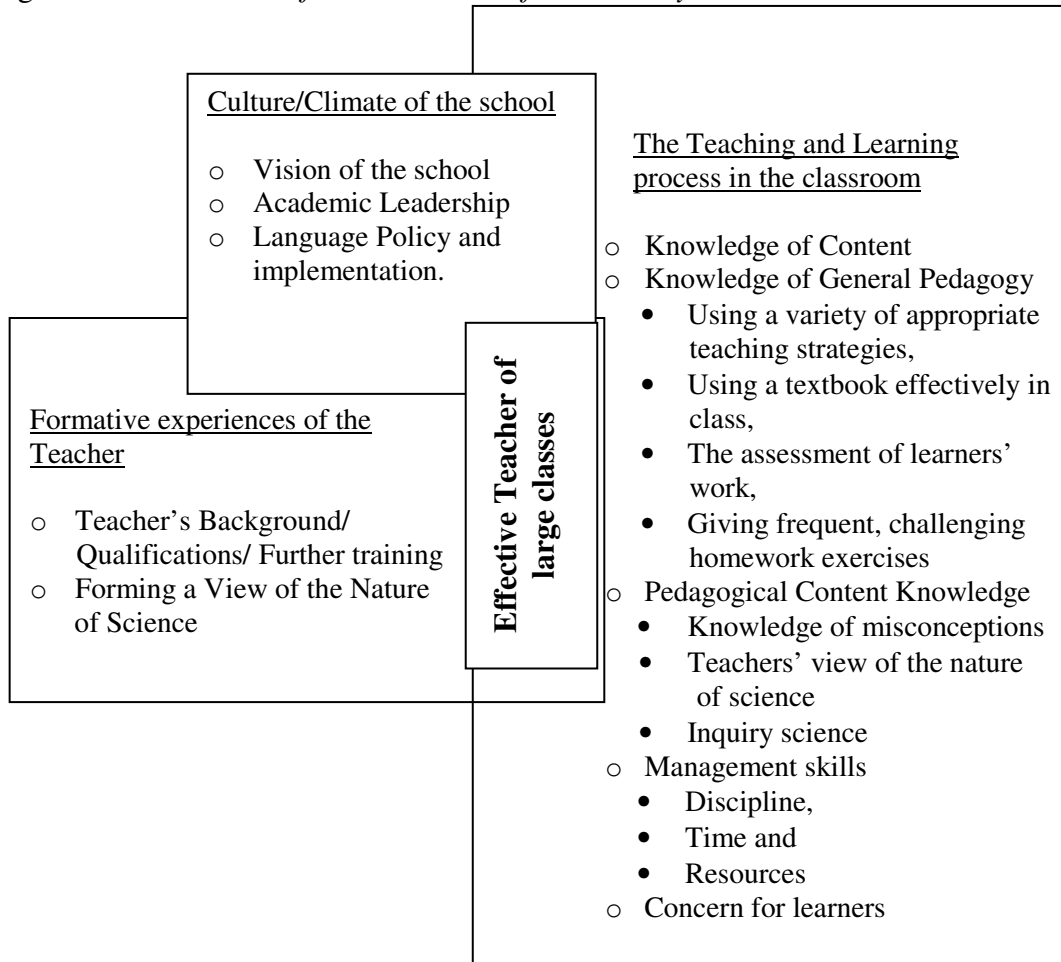 Culture/Climate of the school
o Vision of the school
o Academic Leadership
o Language Policy and
implementation.
Formative experiences of the
Teacher
o Teacher's Background/
Qualifications/ Further training
o Forming a View of the Nature
of Science
Effective Teacher of
large classes
The Teaching and Learning
process in the classroom
o Knowledge of Content
o Knowledge of General Pedagogy
• Using a variety of appropriate
teaching strategies,
• Using a textbook effectively in
class,
• The assessment of learners'
work,
• Giving frequent, challenging
homework exercises
o Pedagogical Content Knowledge
• Knowledge of misconceptions
• Teachers' view of the nature
of science
• Inquiry science
o Management skills
• Discipline,
• Time and
• Resources
o Concern for learners